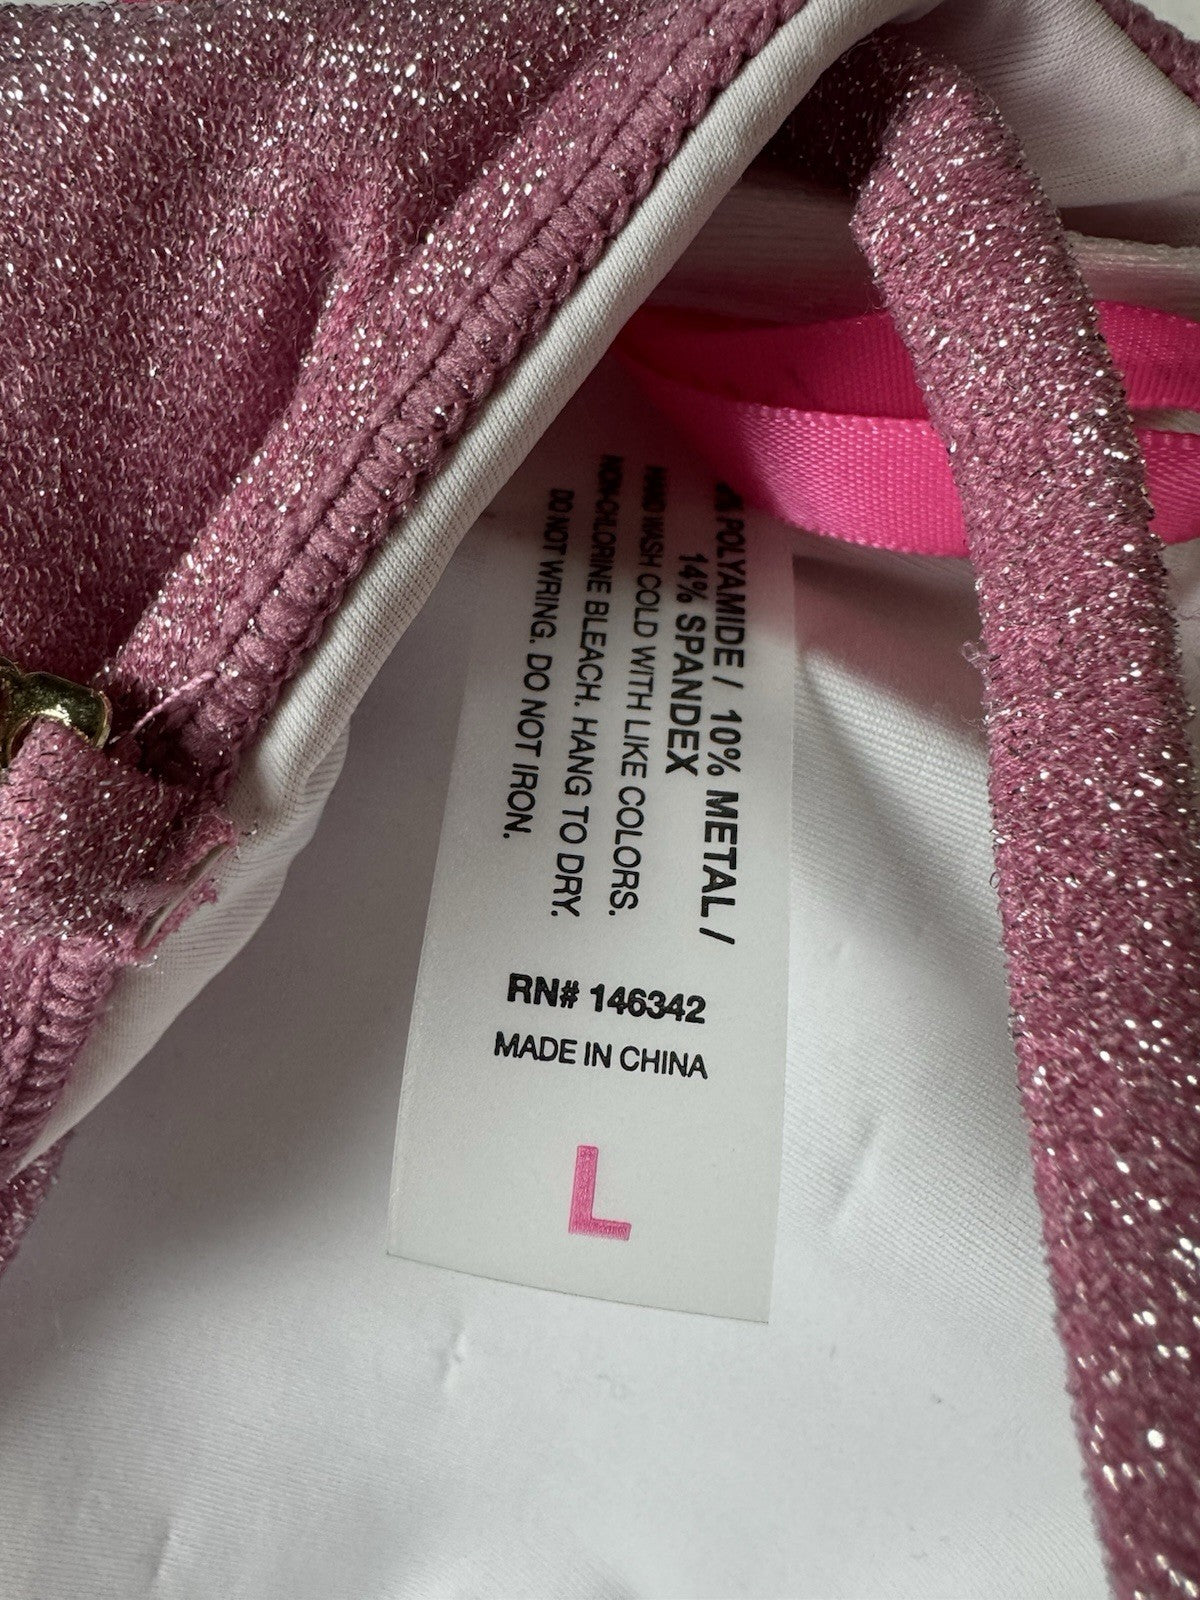 POLYAMIDE / 10% METAL /
14% SPANDEX
HAND WASH COLD WITH LIKE COLORS.
NON-CHLORINE BLEACH. HANG TO DRY.
DO NOT WRING. DO NOT IRON.
RN# 146342
MADE IN CHINA
L